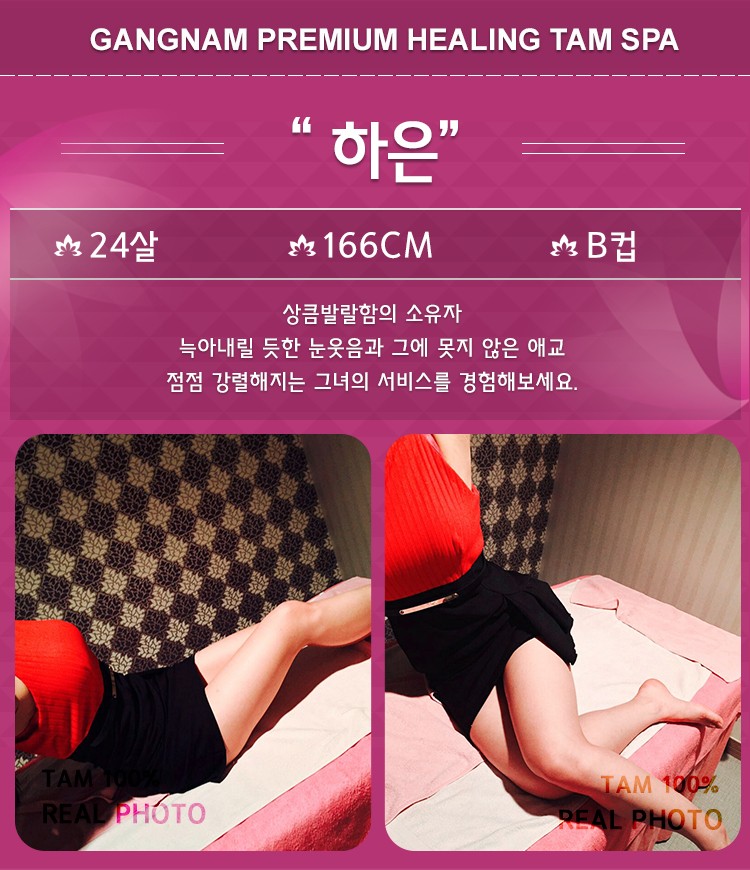 GANGNAM PREMIUM HEALING TAM SPA
“ 하은”
24살 166CM B컵
상큼발랄함의 소유자
녹아내릴 듯한 눈웃음과 그에 못지 않은 애교
점점 강렬해지는 그녀의 서비스를 경험해보세요.
TAM 100%
REAL PHOTO
TAM 100%
REAL PHOTO